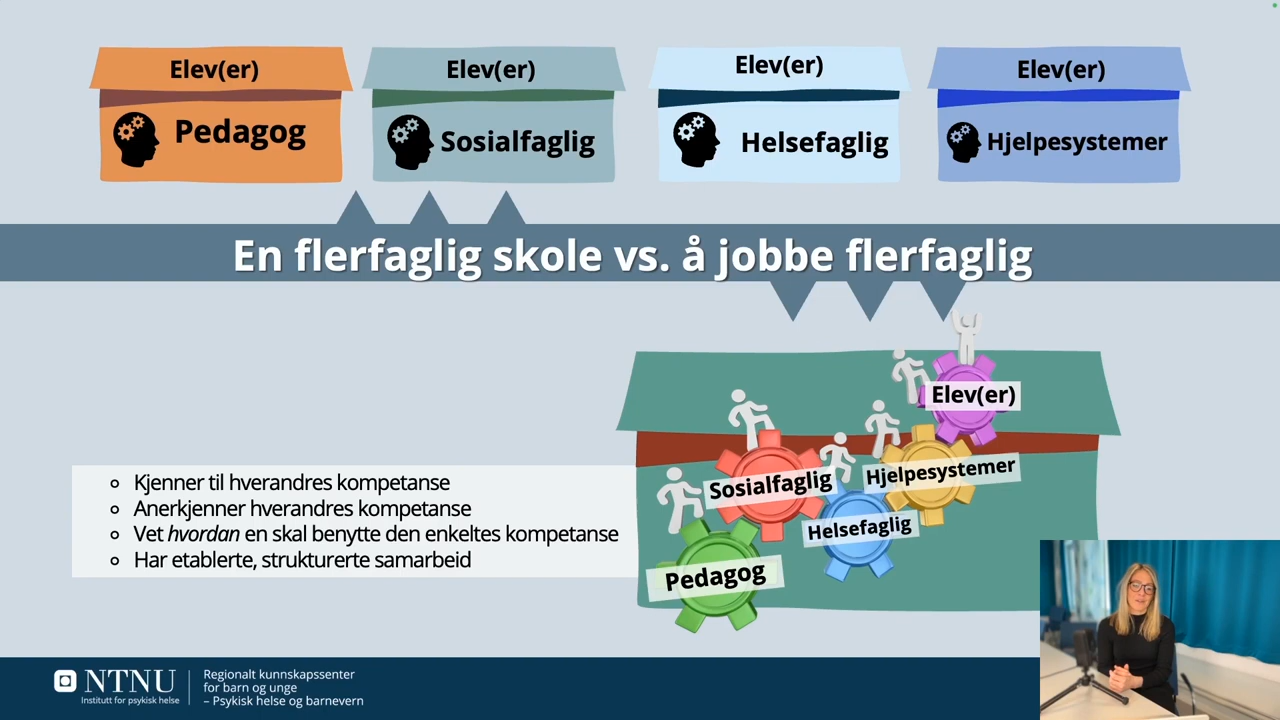 Elev(er)
Elev(er)
Elev(er)
Elev(er)
Pedagog
Sosialfaglig
Helsefaglig
Hjelpesystemer
En flerfaglig skole vs. å jobbe flerfaglig
Elev(er)
Hjelpesystemer
Sosialfaglig
Helsefaglig
Pedagog
Kjenner til hverandres kompetanse
Anerkjenner hverandres kompetanse
Vet hvordan en skal benytte den enkeltes kompetanse
Har etablerte, strukturerte samarbeid
NTNU
Institutt for psykisk helse
Regionalt kunnskapssenter
for barn og unge
– Psykisk helse og barnevern